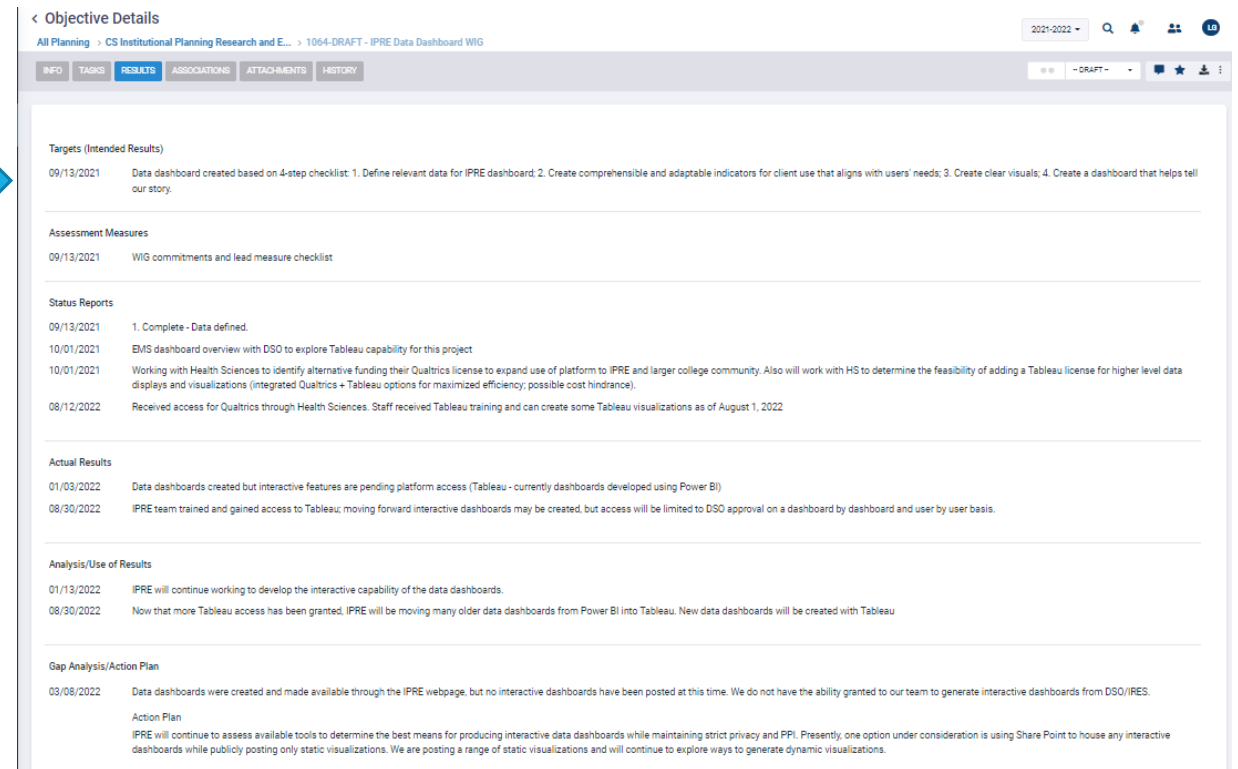 Objective Details
All Planning > CS Institutional Planning Research and E... > 1064-DRAFT - IPRE Data Dashboard WIG
2021-2022
LG
INFO TASKS RESULTS ASSOCIATIONS ATTACHMENTS HISTORY
-- DRAFT --
Targets (Intended Results)
09/13/2021 Data dashboard created based on 4-step checklist: 1. Define relevant data for IPRE dashboard; 2. Create comprehensible and adaptable indicators for client use that aligns with users' needs; 3. Create clear visuals; 4. Create a dashboard that helps tell
our story.
Assessment Measures
09/13/2021 WIG commitments and lead measure checklist
Status Reports
09/13/2021 1. Complete - Data defined.
10/01/2021 EMS dashboard overview with DSO to explore Tableau capability for this project
10/01/2021 Working with Health Sciences to identify alternative funding their Qualtrics license to expand use of platform to IPRE and larger college community. Also will work with HS to determine the feasibility of adding a Tableau license for higher level data
displays and visualizations (integrated Qualtrics + Tableau options for maximized efficiency; possible cost hindrance).
08/12/2022 Received access for Qualtrics through Health Sciences. Staff received Tableau training and can create some Tableau visualizations as of August 1, 2022
Actual Results
01/03/2022 Data dashboards created but interactive features are pending platform access (Tableau - currently dashboards developed using Power BI)
08/30/2022 IPRE team trained and gained access to Tableau; moving forward interactive dashboards may be created, but access will be limited to DSO approval on a dashboard by dashboard and user by user basis.
Analysis/Use of Results
01/13/2022 IPRE will continue working to develop the interactive capability of the data dashboards.
08/30/2022 Now that more Tableau access has been granted, IPRE will be moving many older data dashboards from Power BI into Tableau. New data dashboards will be created with Tableau
Gap Analysis/Action Plan
03/08/2022 Data dashboards were created and made available through the IPRE webpage, but no interactive dashboards have been posted at this time. We do not have the ability granted to our team to generate interactive dashboards from DSO/IRES.
Action Plan
IPRE will continue to assess available tools to determine the best means for producing interactive data dashboards while maintaining strict privacy and PPI. Presently, one option under consideration is using Share Point to house any interactive
dashboards while publicly posting only static visualizations. We are posting a range of static visualizations and will continue to explore ways to generate dynamic visualizations.